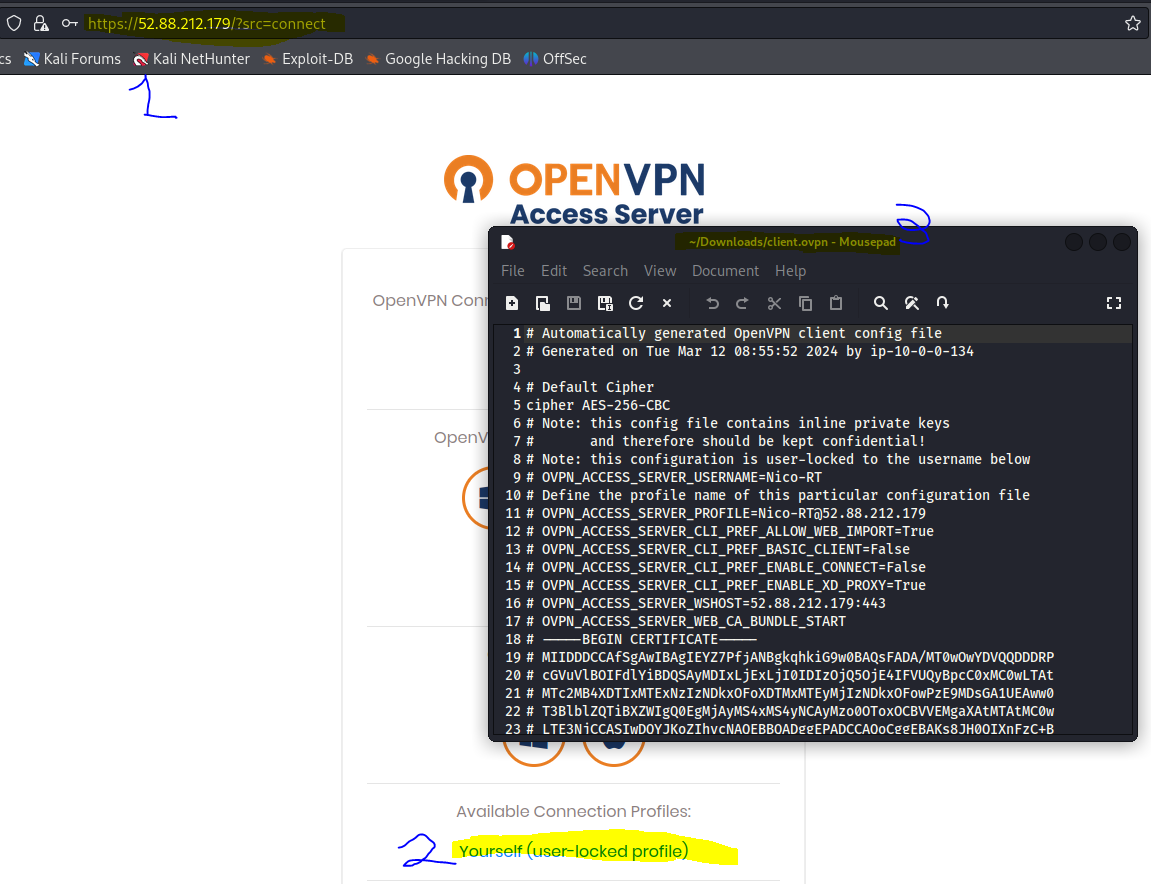 https://52.88.212.179/?src=connect
cs Kali Forums Kali NetHunter Exploit-DB Google Hacking DB OffSec
1
OPENVPN
Access Server
3
~/Downloads/client.ovpn - Mousepad
File Edit Search View Document Help
OpenVPN Conn
1 # Automatically generated OpenVPN client config file
2 # Generated on Tue Mar 12 08:55:52 2024 by ip-10-0-0-134
3
4 # Default Cipher
5 cipher AES-256-CBC
6 # Note: this config file contains inline private keys
7 #       and therefore should be kept confidential!
8 # Note: this configuration is user-locked to the username below
9 # OVPN_ACCESS_SERVER_USERNAME=Nico-RT
10 # Define the profile name of this particular configuration file
11 # OVPN_ACCESS_SERVER_PROFILE=Nico-RT@52.88.212.179
12 # OVPN_ACCESS_SERVER_CLI_PREF_ALLOW_WEB_IMPORT=True
13 # OVPN_ACCESS_SERVER_CLI_PREF_BASIC_CLIENT=False
14 # OVPN_ACCESS_SERVER_CLI_PREF_ENABLE_CONNECT=False
15 # OVPN_ACCESS_SERVER_CLI_PREF_ENABLE_XD_PROXY=True
16 # OVPN_ACCESS_SERVER_WSHOST=52.88.212.179:443
17 # OVPN_ACCESS_SERVER_WEB_CA_BUNDLE_START
18 # -----BEGIN CERTIFICATE-----
19 # MIIDDDCCAfSgAwIBAgIEYZ7PfjANBgkqhkiG9w0BAQsFADA/MT0wOwYDVQQDDDRP
20 # cGVuVlBOIFdlYiBDQSAyMDIxLjExLjI0IDIzOjQ5OjE4IFVUQyBpcC0xMC0wLTAt
21 # MTc2MB4XDTIxMTExNzIzNDkxOFoXDTMxMTEyMjIzNDkxOFowPzE9MDsGA1UEAww0
22 # T3BlblZQTiBXZWIgQ0EgMjAyMS4xMS4yNCAyMzo0OToxOCBVVEMgaXAtMTAtMC0w
23 # LTE3NjCCASIwDQYJKoZIhvcNAQEBBQADggEPADCCAQoCggEBAKs8JH0OIXnFzC+B
OpenV
Available Connection Profiles:
2
Yourself (user-locked profile)